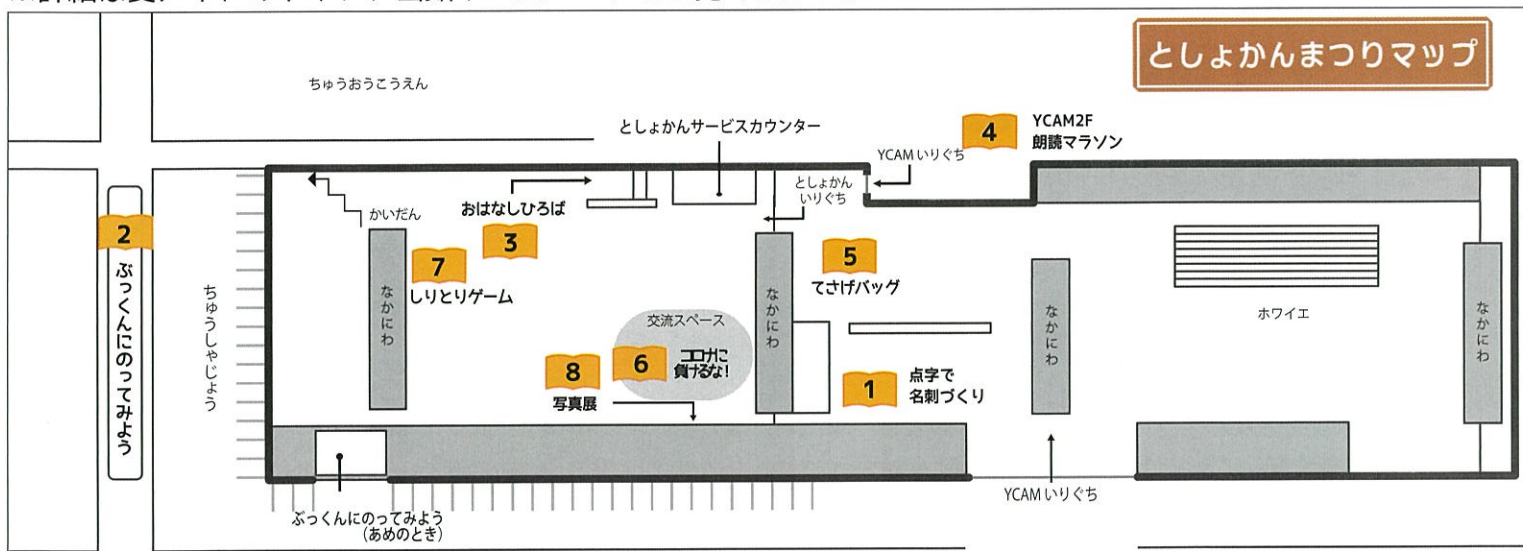 としょかんまつりマップ
ちゅうおうこうえん
としょかんサービスカウンター
4
YCAM2F
朗読マラソン
YCAMいりぐち
としょかん
いりぐち
かいだん
おはなしひろば
3
2
ぶっくんにのってみよう
ちゅうしゃじょう
7
しりとりゲーム
なかにわ
なかにわ
5
てさげバッグ
なかにわ
ホワイエ
なかにわ
交流スペース
6
コロナに
負けるな!
8
写真展
1
点字で
名刺づくり
YCAMいりぐち
ぶっくんにのってみよう
(あめのとき)